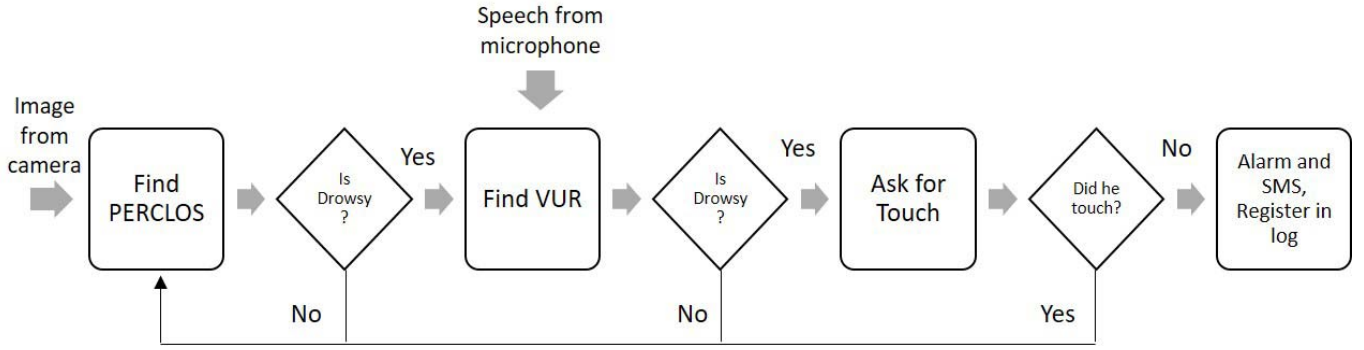 Speech from
microphone
Image
from
camera
Find
PERCLOS
Is
Drowsy
?
Yes
Find VUR
Is
Drowsy
?
Yes
Ask for
Touch
Did he
touch?
No
Alarm and
SMS,
Register in
log
No
No
Yes